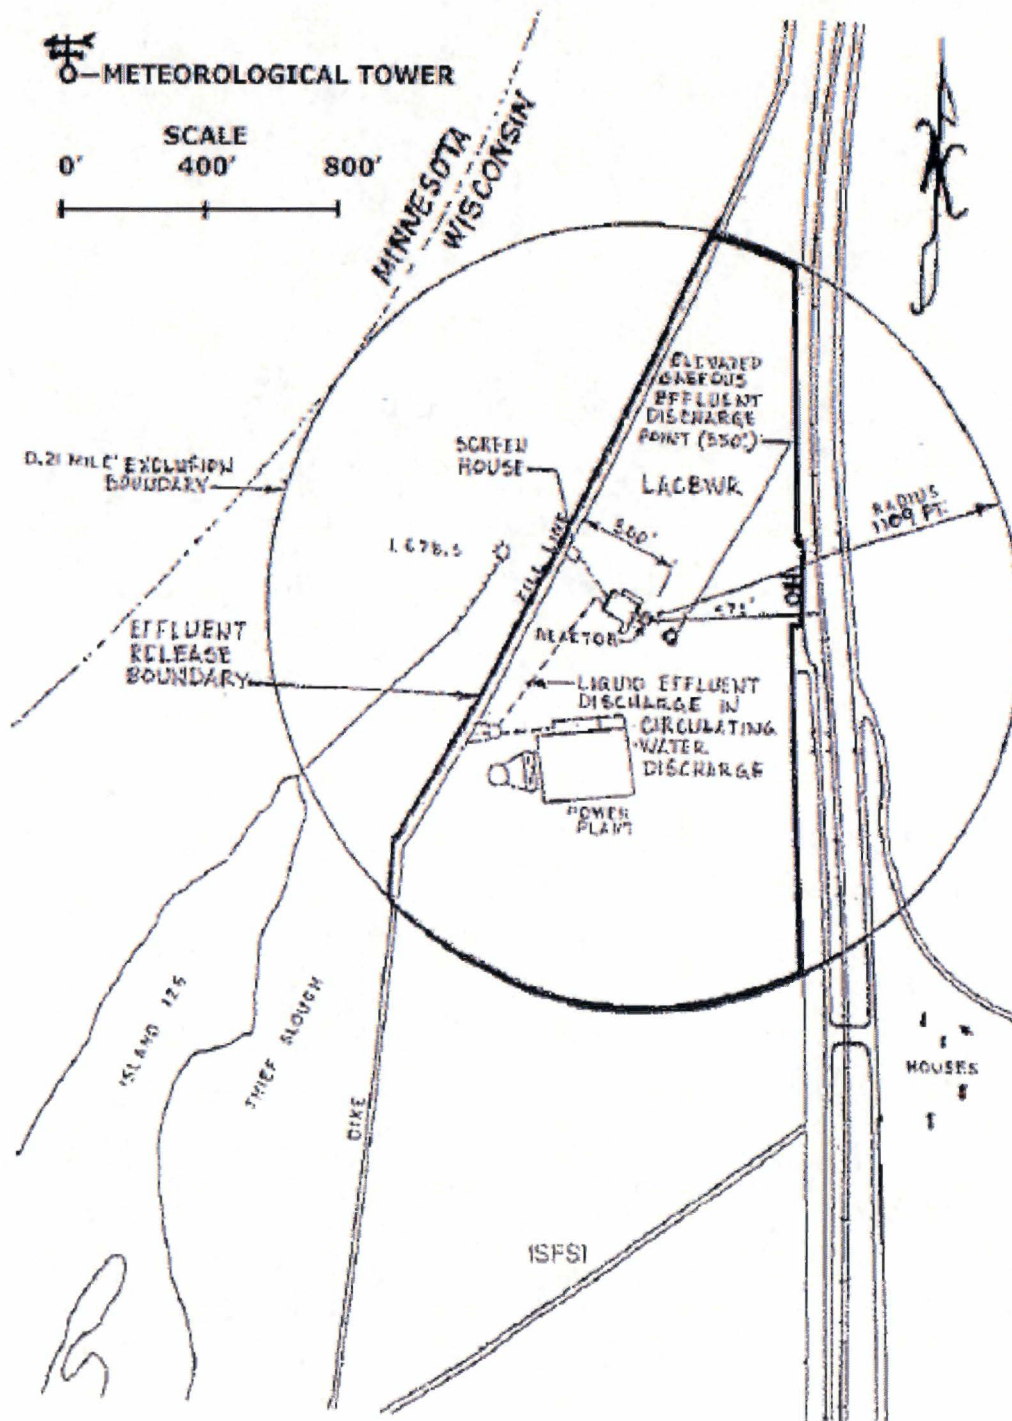 METEOROLOGICAL TOWER
SCALE
0' 400' 800'
MINNESOTA
WISCONSIN
ELEVATED
GASEOUS
EFFLUENT
DISCHARGE
POINT (350')
SCREEN
HOUSE
LACBWR
0.21 MILE EXCLUSION
BOUNDARY
RADIUS
1109 FT.
FILL LINE
REACTOR
EFFLUENT
RELEASE
BOUNDARY
LIQUID EFFLUENT
DISCHARGE IN
CIRCULATING
WATER
DISCHARGE
POWER
PLANT
ISLAND 126
THIEF SLOUGH
DIKE
HOUSES
ISFSI